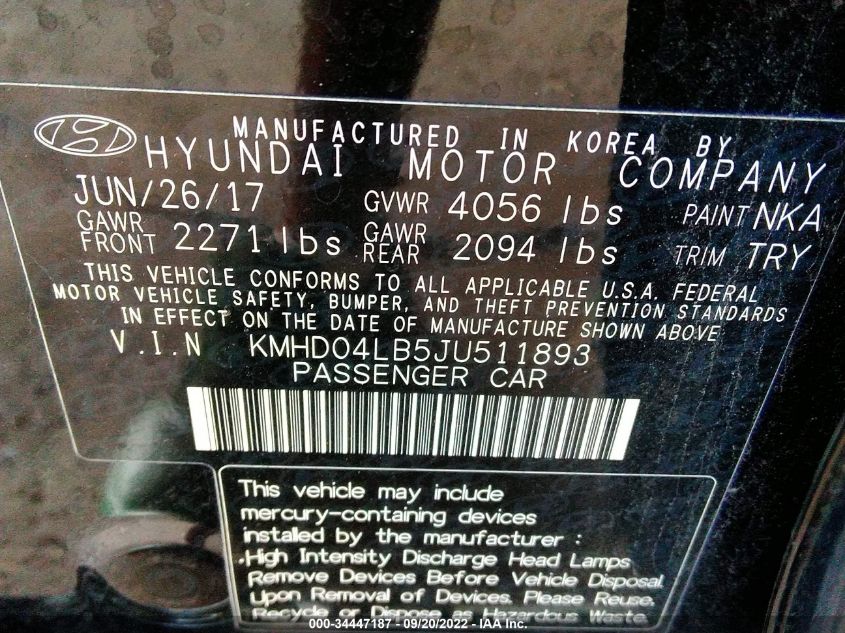 MANUFACTURED IN KOREA BY
HYUNDAI MOTOR COMPANY
JUN/26/17 GVWR 4056 lbs PAINT NKA
GAWR FRONT 2271 lbs GAWR REAR 2094 lbs TRIM TRY
THIS VEHICLE CONFORMS TO ALL APPLICABLE U.S.A. FEDERAL
MOTOR VEHICLE SAFETY, BUMPER, AND THEFT PREVENTION STANDARDS
IN EFFECT ON THE DATE OF MANUFACTURE SHOWN ABOVE
V.I.N KMHD04LB5JU511893
PASSENGER CAR
This vehicle may include
mercury-containing devices
installed by the manufacturer :
.High Intensity Discharge Head Lamps
Remove Devices Before Vehicle Disposal.
Upon Removal of Devices. Please Reuse,
Recycle or Dispose as Hazardous Waste.
000-34447187 - 09/20/2022 - IAA Inc.